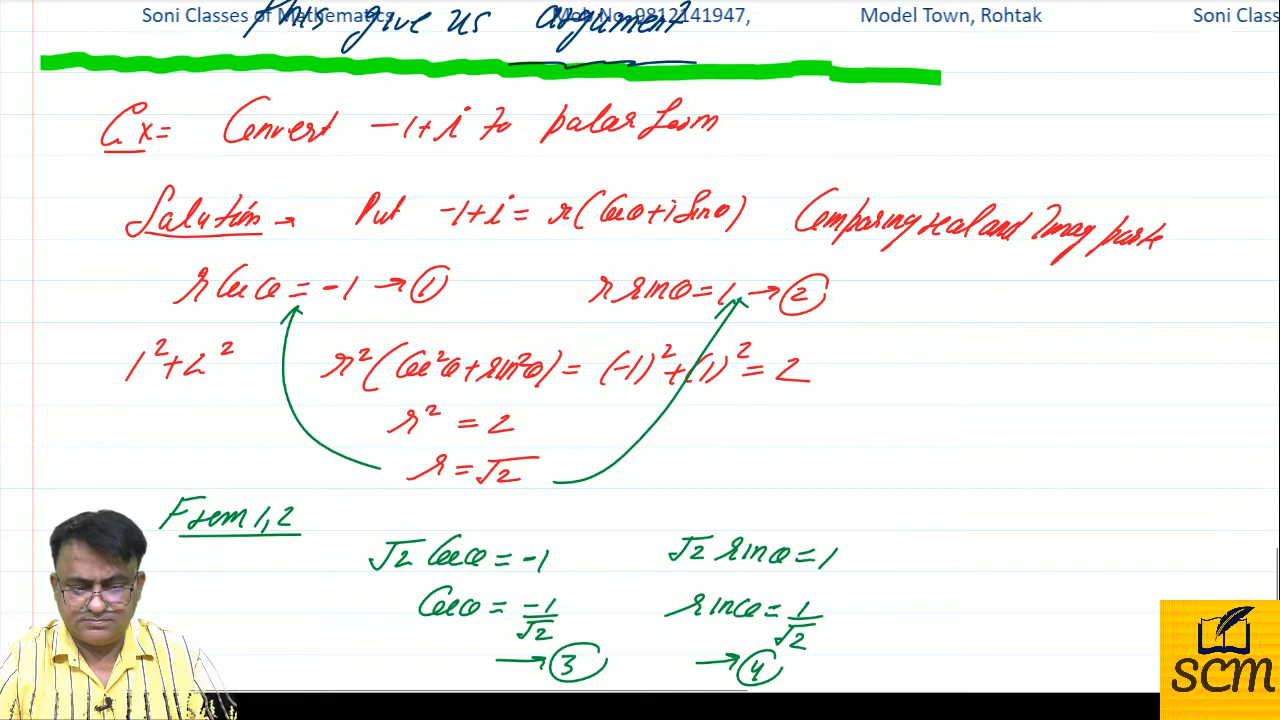 Soni Classes of Mathematics Mob No. 9812141947, Model Town, Rohtak Soni Class
This give us argument
Ex= Convert -1+i to polar form
Solution → Put -1+i = r(Cosθ+i Sinθ) Comparing real and Imag parts
r Cosθ = -1 → ① r sinθ = 1 → ②
1²+2² r²(Cos²θ+sin²θ) = (-1)²+(1)² = 2
r² = 2
r = √2
From 1,2
√2 Cosθ = -1 √2 sinθ = 1
Cosθ = -1/√2 sinθ = 1/√2
→ ③ → ④
SCM